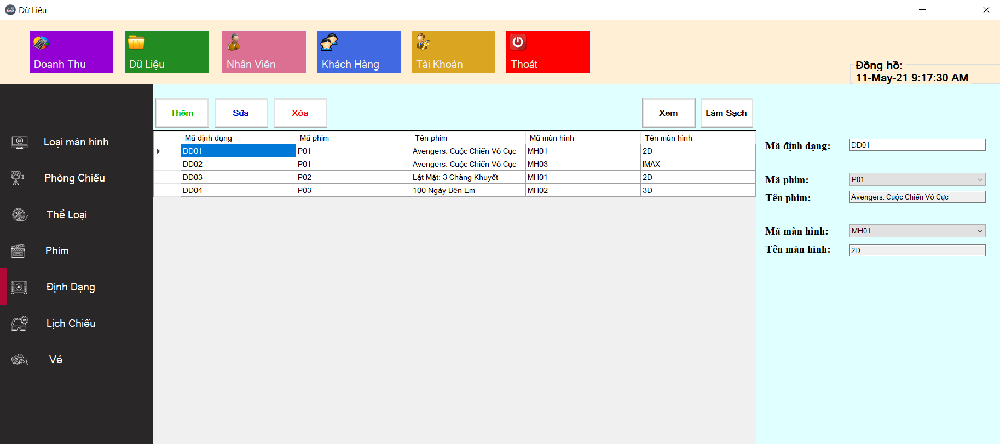 Dữ Liệu
Doanh Thu
Dữ Liệu
Nhân Viên
Khách Hàng
Tài Khoản
Thoát
Đồng hồ:
11-May-21 9:17:30 AM
Loại màn hình
Phòng Chiếu
Thể Loại
Phim
Định Dạng
Lịch Chiếu
Vé
Thêm Sửa Xóa Xem Làm Sạch
Mã định dạng Mã phim Tên phim Mã màn hình Tên màn hình
DD01 P01 Avengers: Cuộc Chiến Vô Cực MH01 2D
DD02 P01 Avengers: Cuộc Chiến Vô Cực MH03 IMAX
DD03 P02 Lật Mặt: 3 Chàng Khuyết MH01 2D
DD04 P03 100 Ngày Bên Em MH02 3D
Mã định dạng: DD01
Mã phim: P01
Tên phim: Avengers: Cuộc Chiến Vô Cực
Mã màn hình: MH01
Tên màn hình: 2D